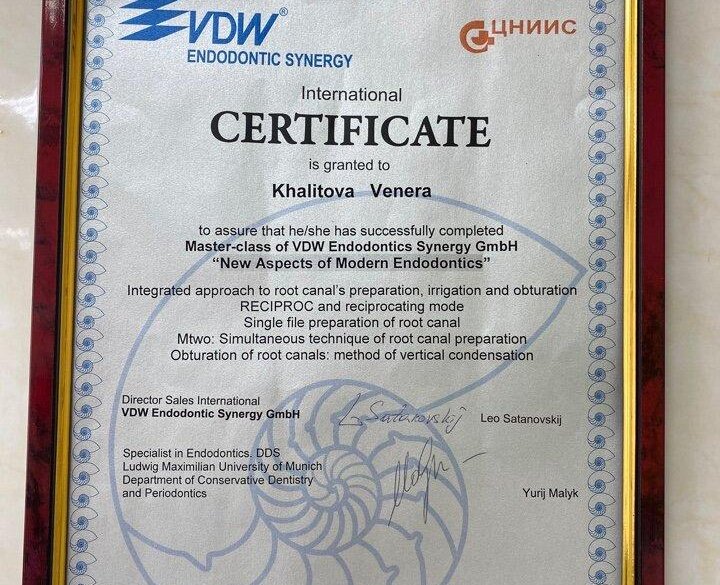 VDW®
ENDODONTIC SYNERGY
ЦНИИС
International
CERTIFICATE
is granted to
Khalitova Venera
to assure that he/she has successfully completed
Master-class of VDW Endodontics Synergy GmbH
“New Aspects of Modern Endodontics”
Integrated approach to root canal’s preparation, irrigation and obturation
RECIPROC and reciprocating mode
Single file preparation of root canal
Mtwo: Simultaneous technique of root canal preparation
Obturation of root canals: method of vertical condensation
Director Sales International
VDW Endodontic Synergy GmbH
L Satanovskij
Leo Satanovskij
Specialist in Endodontics, DDS
Ludwig Maximilian University of Munich
Department of Conservative Dentistry
and Periodontics
Yurij Malyk